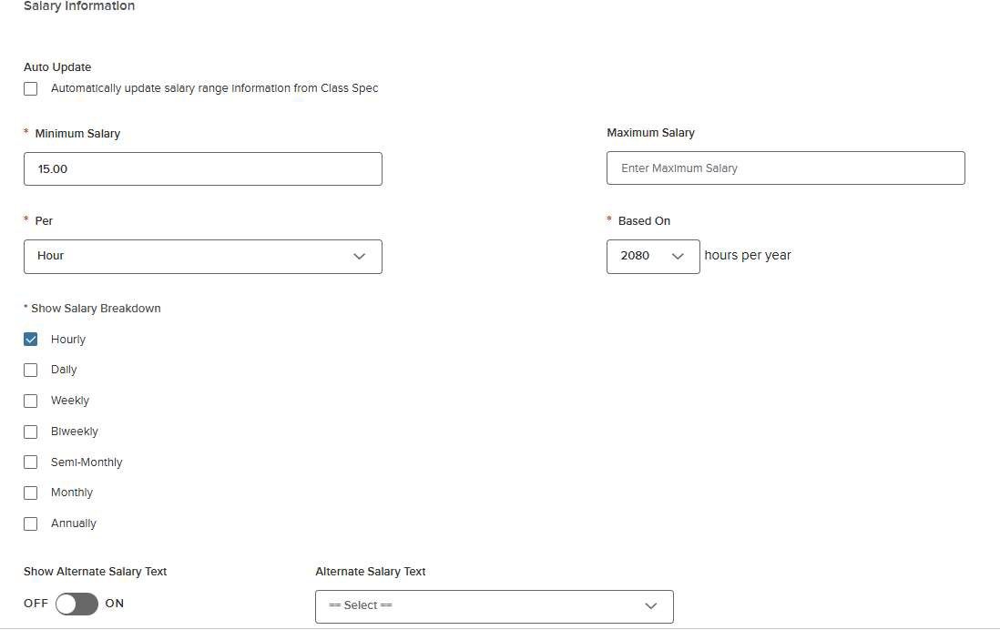 Salary Information
Auto Update
Automatically update salary range information from Class Spec
* Minimum Salary
Maximum Salary
15.00
Enter Maximum Salary
* Per
* Based On
Hour
2080 hours per year
* Show Salary Breakdown
Hourly
Daily
Weekly
Biweekly
Semi-Monthly
Monthly
Annually
Show Alternate Salary Text
Alternate Salary Text
OFF ON
== Select ==